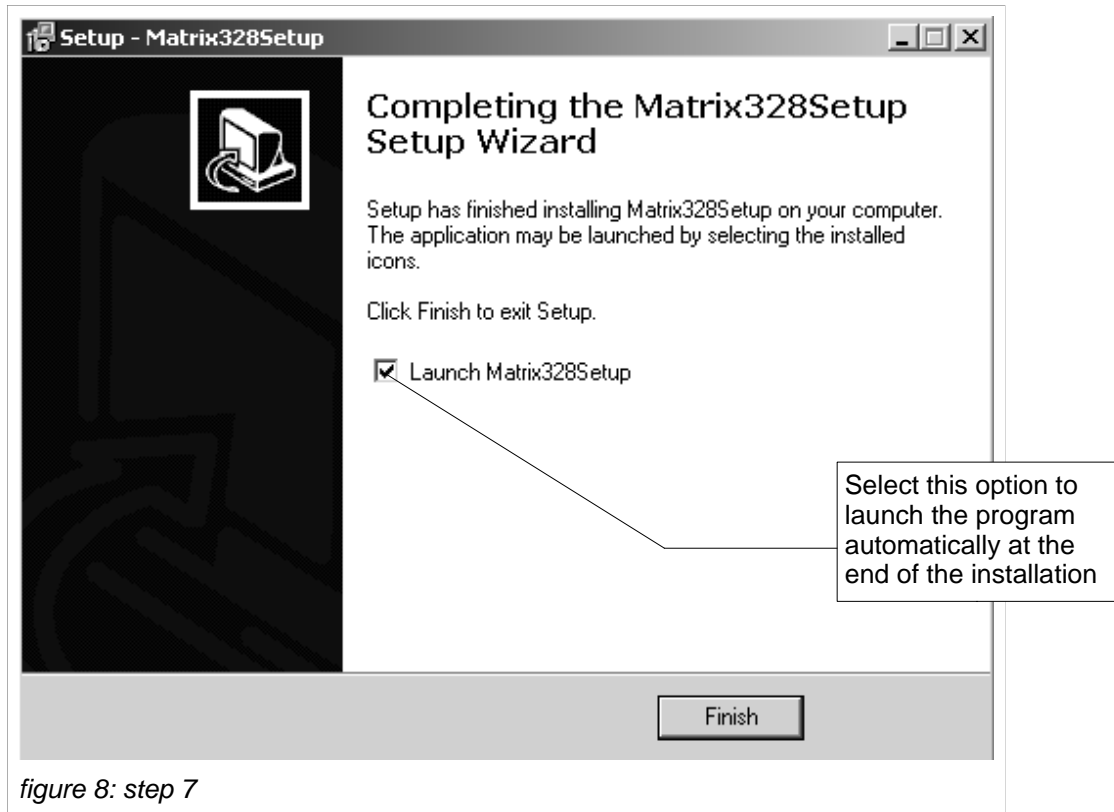 Setup - Matrix328Setup
Completing the Matrix328Setup
Setup Wizard
Setup has finished installing Matrix328Setup on your computer.
The application may be launched by selecting the installed
icons.
Click Finish to exit Setup.
Launch Matrix328Setup
Select this option to
launch the program
automatically at the
end of the installation
Finish
figure 8: step 7